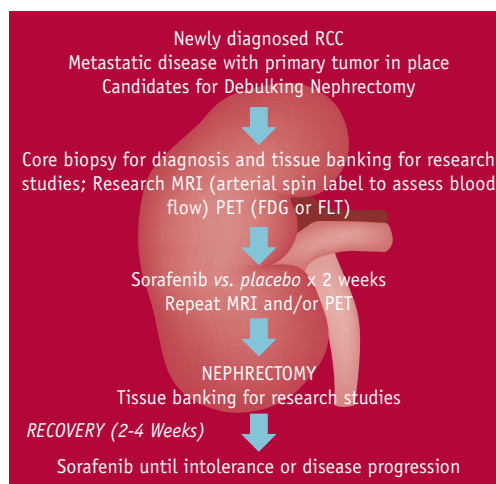 Newly diagnosed RCC
Metastatic disease with primary tumor in place
Candidates for Debulking Nephrectomy
Core biopsy for diagnosis and tissue banking for research
studies; Research MRI (arterial spin label to assess blood
flow) PET (FDG or FLT)
Sorafenib vs. placebo x 2 weeks
Repeat MRI and/or PET
NEPHRECTOMY
Tissue banking for research studies
RECOVERY (2-4 Weeks)
Sorafenib until intolerance or disease progression